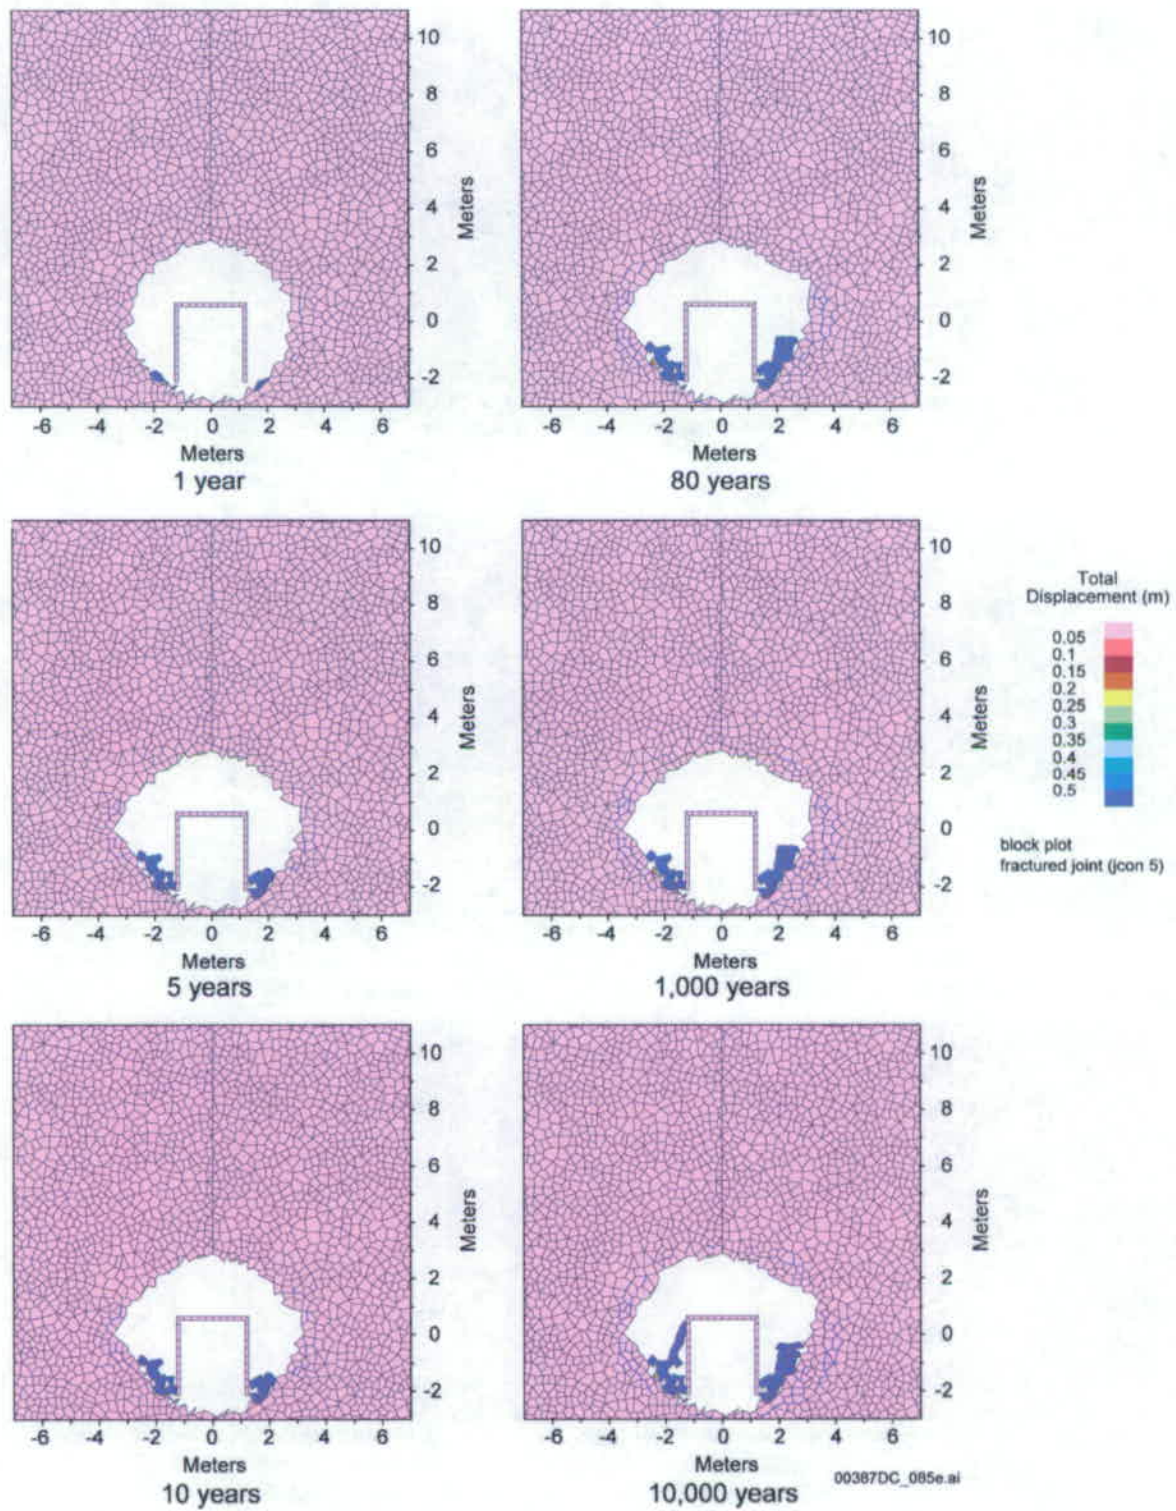 10
8
6
4
2
0
-2
Meters
-6 -4 -2 0 2 4 6
Meters
1 year
10
8
6
4
2
0
-2
Meters
-6 -4 -2 0 2 4 6
Meters
80 years
10
8
6
4
2
0
-2
Meters
-6 -4 -2 0 2 4 6
Meters
5 years
10
8
6
4
2
0
-2
Meters
-6 -4 -2 0 2 4 6
Meters
1,000 years
Total
Displacement (m)
0.05
0.1
0.15
0.2
0.25
0.3
0.35
0.4
0.45
0.5
block plot
fractured joint (jcon 5)
10
8
6
4
2
0
-2
Meters
-6 -4 -2 0 2 4 6
Meters
10 years
10
8
6
4
2
0
-2
Meters
-6 -4 -2 0 2 4 6
Meters
10,000 years
00387DC_085e.ai